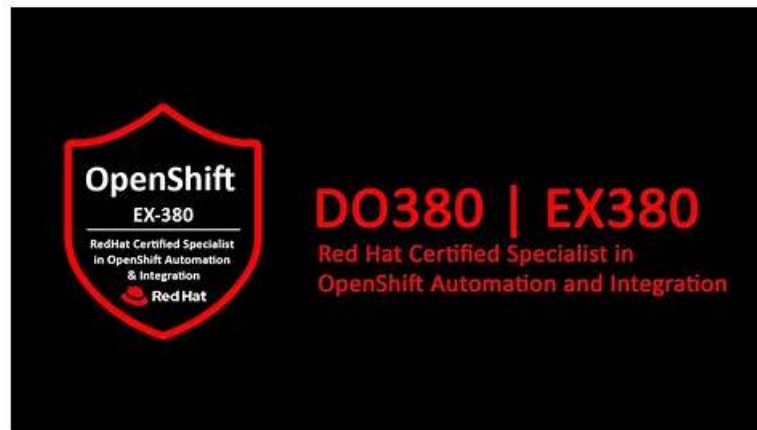 OpenShift
EX-380
RedHat Certified Specialist
in OpenShift Automation
& Integration
Red Hat
DO380 | EX380
Red Hat Certified Specialist in
OpenShift Automation and Integration